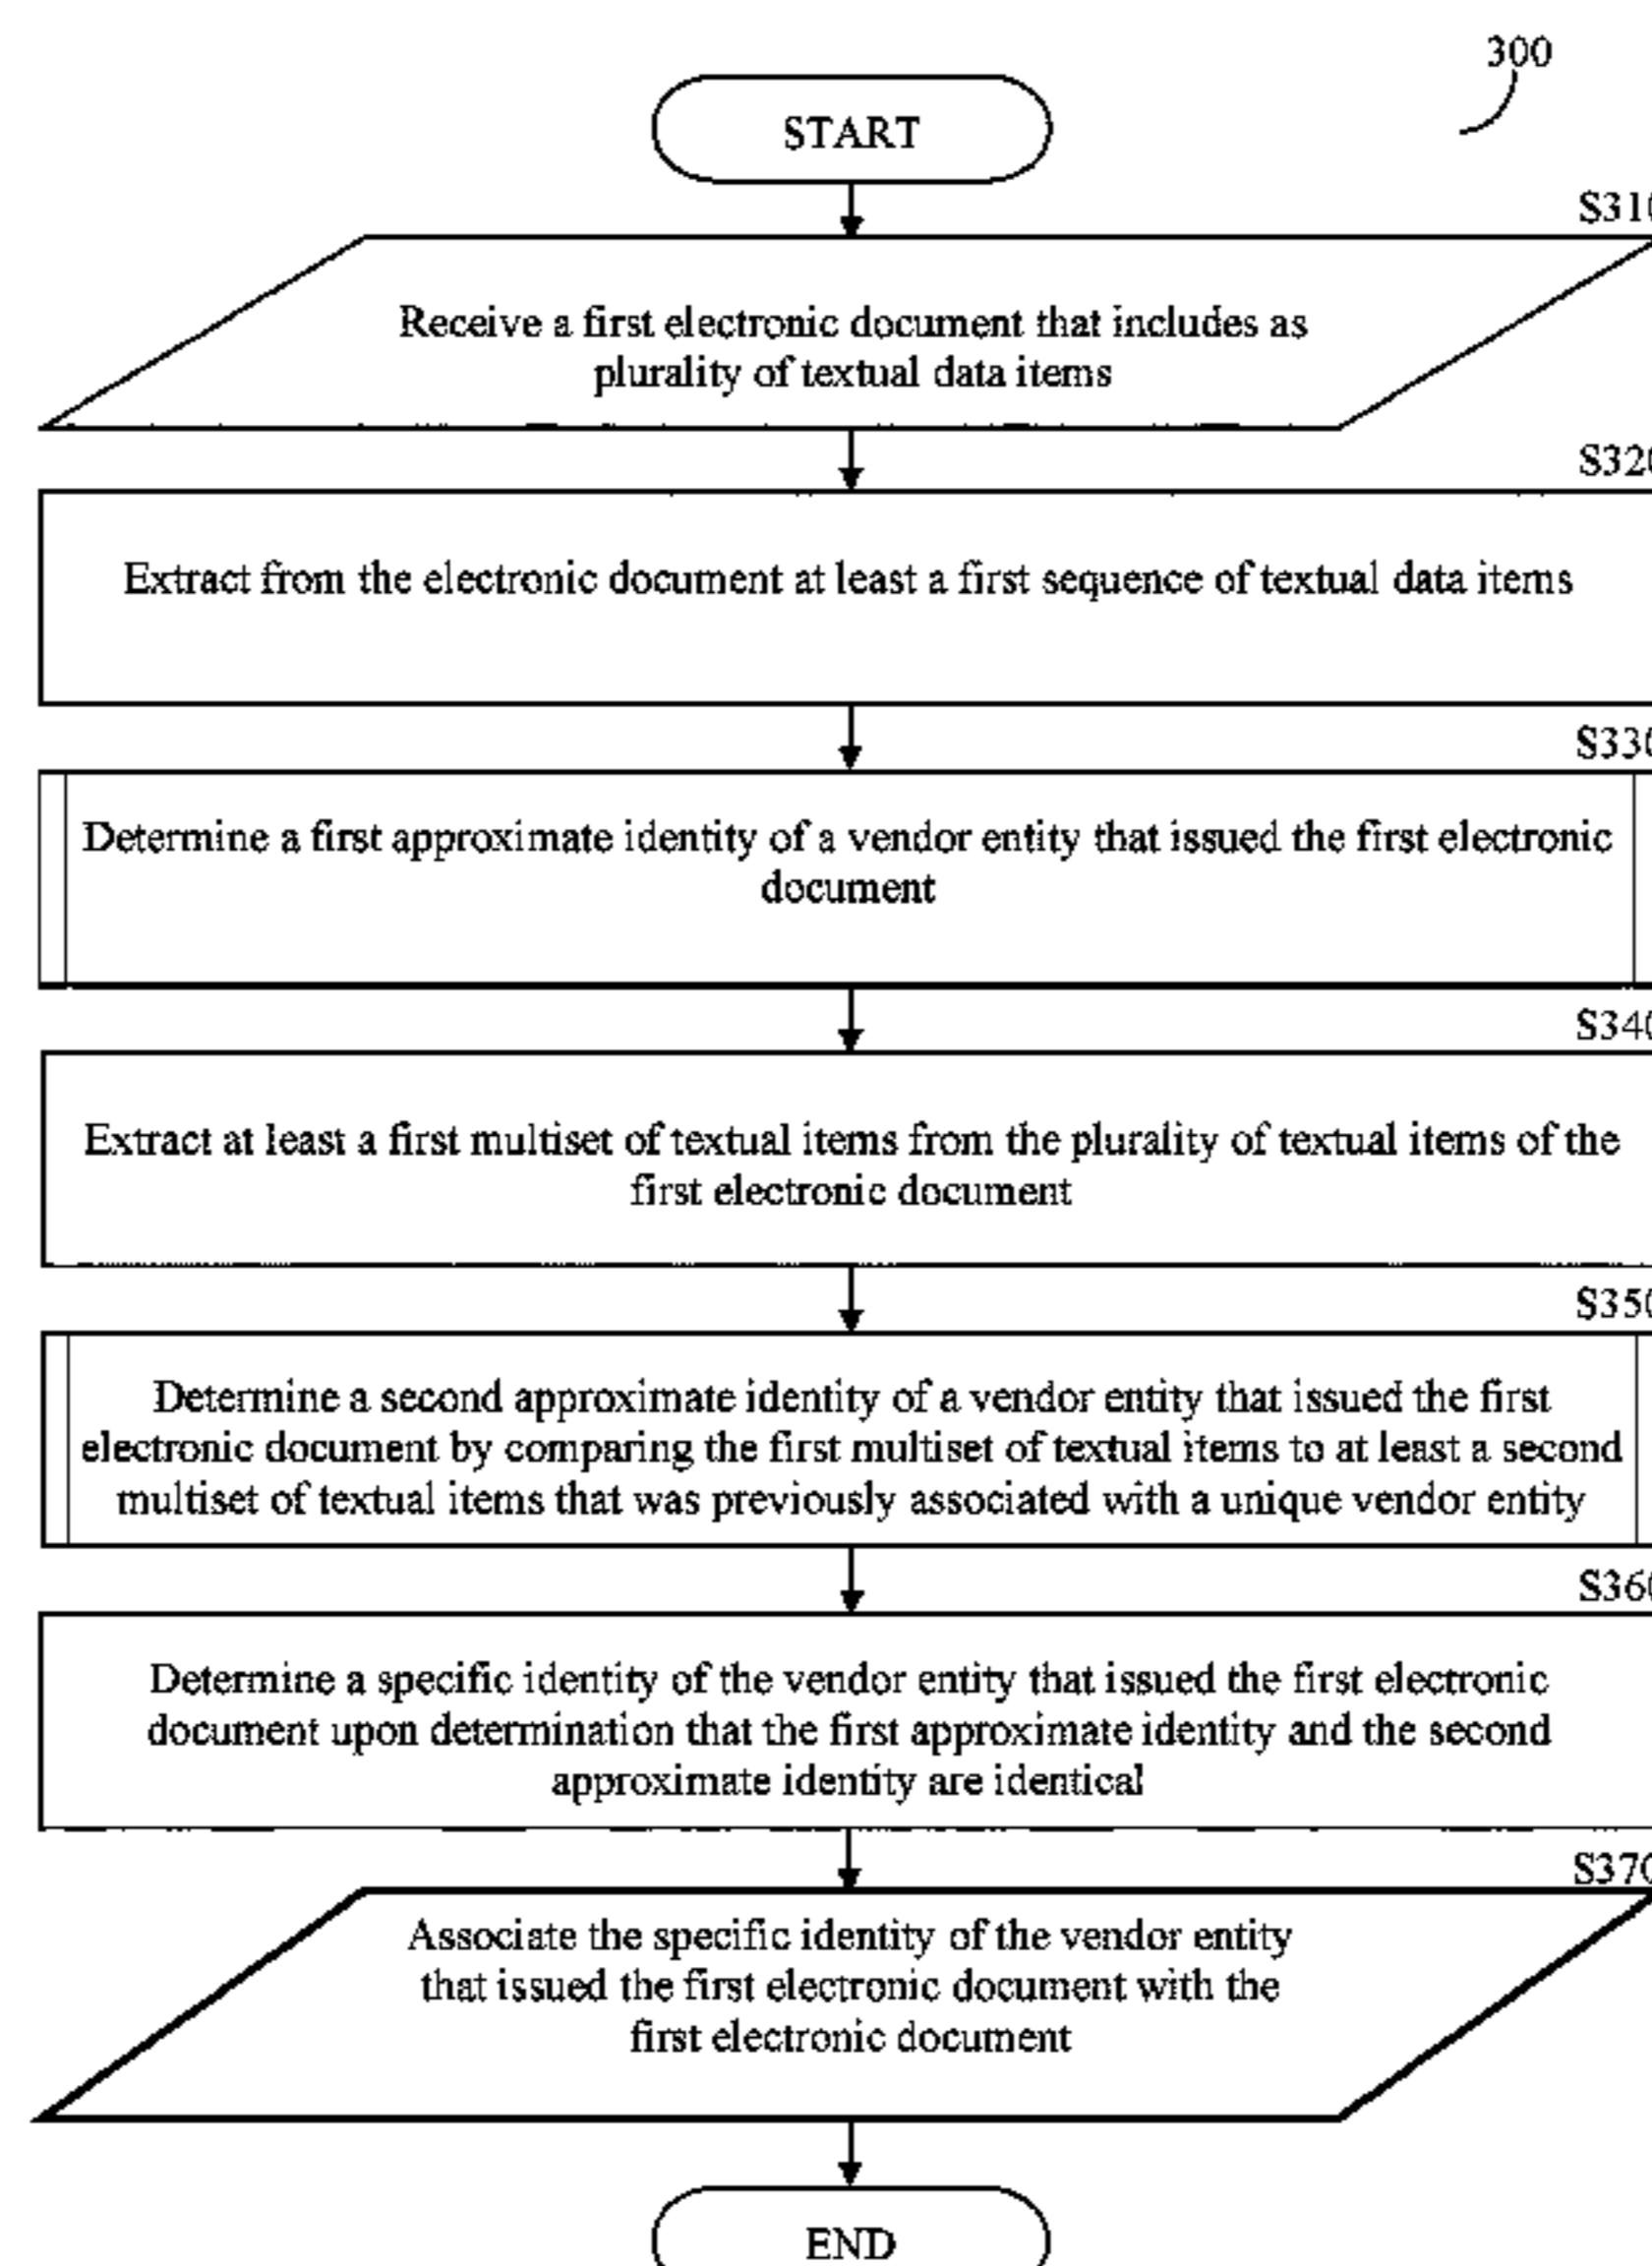 300
START
S310
Receive a first electronic document that includes as
plurality of textual data items
S320
Extract from the electronic document at least a first sequence of textual data items
S330
Determine a first approximate identity of a vendor entity that issued the first electronic
document
S340
Extract at least a first multiset of textual items from the plurality of textual items of the
first electronic document
S350
Determine a second approximate identity of a vendor entity that issued the first
electronic document by comparing the first multiset of textual items to at least a second
multiset of textual items that was previously associated with a unique vendor entity
S360
Determine a specific identity of the vendor entity that issued the first electronic
document upon determination that the first approximate identity and the second
approximate identity are identical
S370
Associate the specific identity of the vendor entity
that issued the first electronic document with the
first electronic document
END